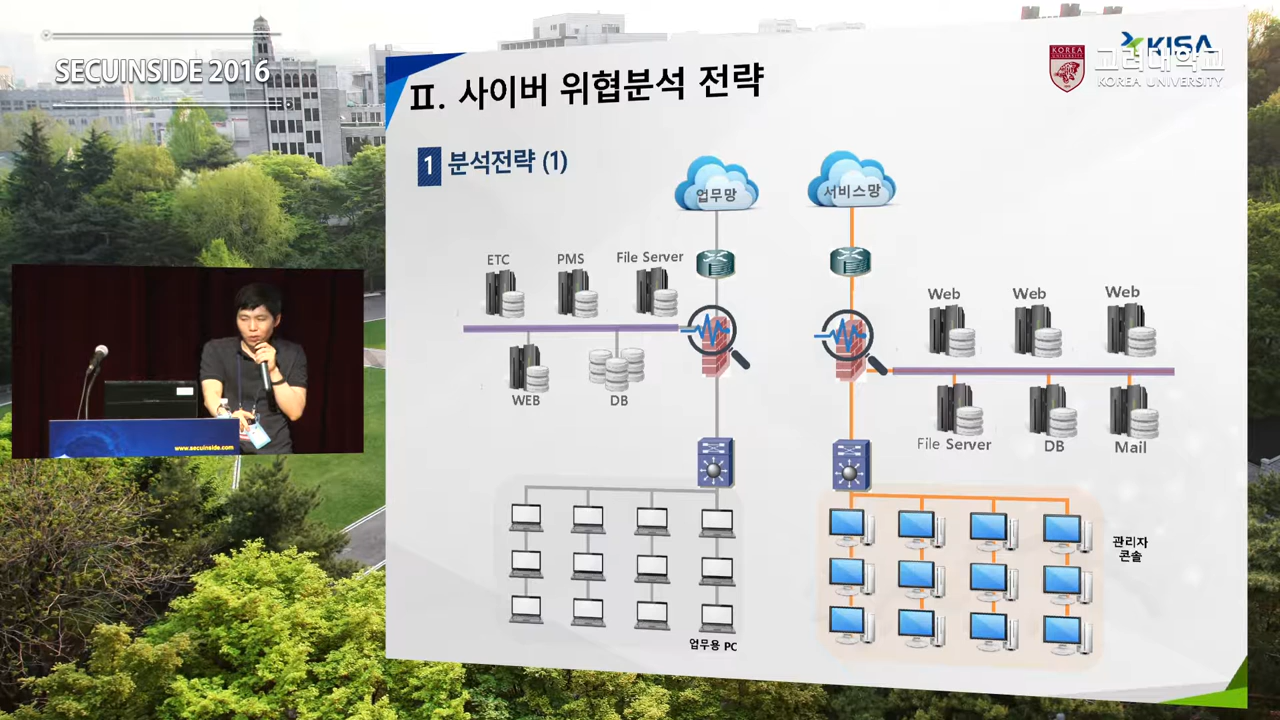 SECUINSIDE 2016
KISA
KOREA
UNIVERSITY
고려대학교
KOREA UNIVERSITY
Ⅱ. 사이버 위협분석 전략
1 분석전략 (1)
업무망
서비스망
ETC
PMS
File Server
WEB
DB
Web
Web
Web
File Server
DB
Mail
업무용 PC
관리자
콘솔
www.secuinside.com